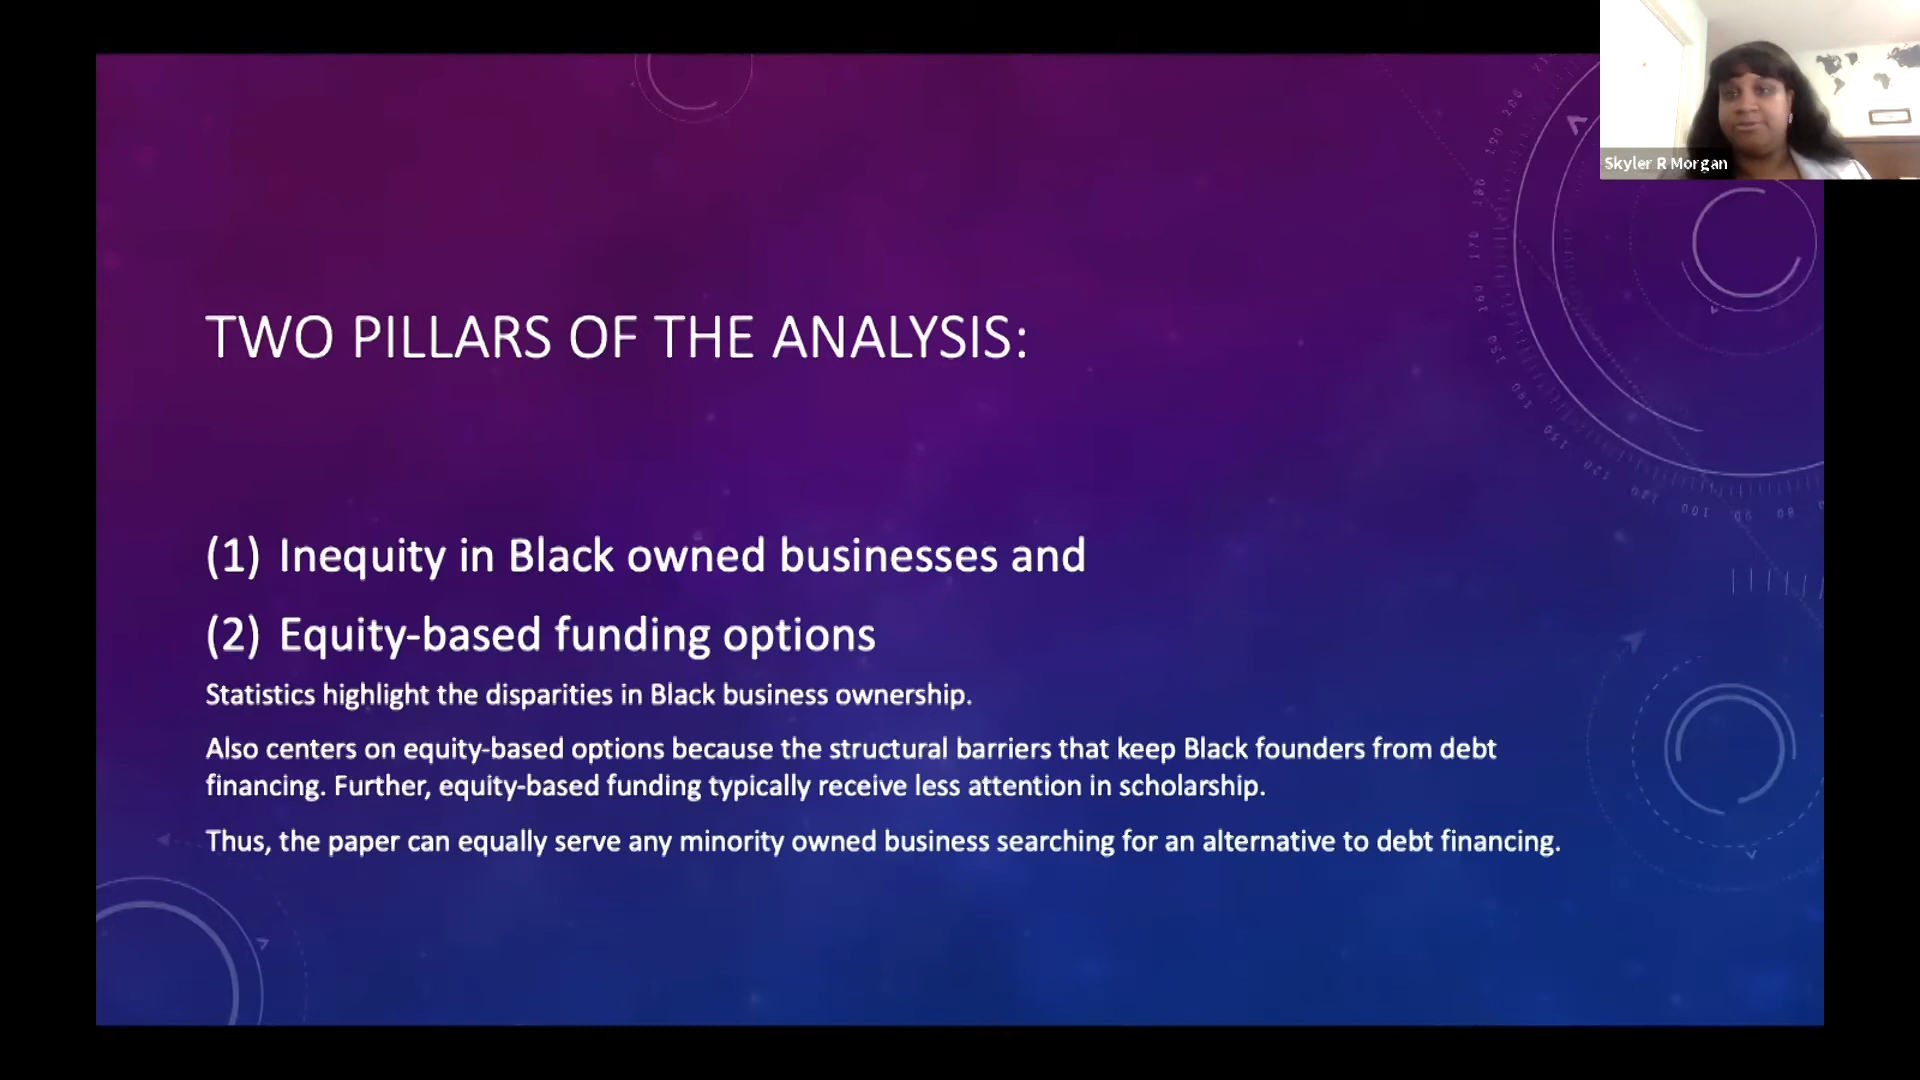 Skyler R Morgan
TWO PILLARS OF THE ANALYSIS:
(1) Inequity in Black owned businesses and
(2) Equity-based funding options
Statistics highlight the disparities in Black business ownership.
Also centers on equity-based options because the structural barriers that keep Black founders from debt
financing. Further, equity-based funding typically receive less attention in scholarship.
Thus, the paper can equally serve any minority owned business searching for an alternative to debt financing.